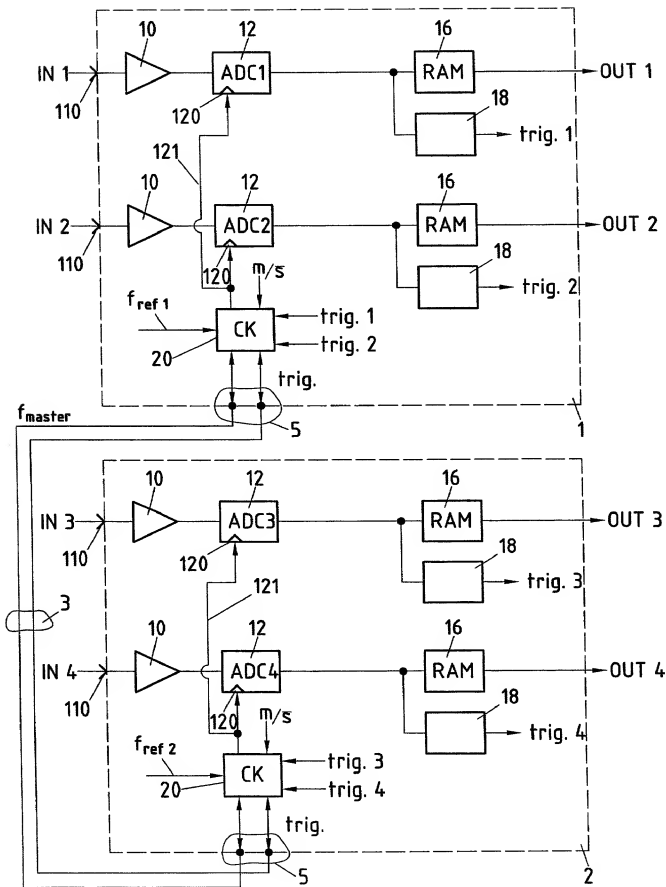 10 12 16
IN 1 ADC1 RAM OUT 1
110 120 18
trig. 1
121
10 12 16
IN 2 ADC2 RAM OUT 2
110 120 18
m/s̄
trig. 2
fref 1 trig. 1
CK
20 trig. 2
trig.
fmaster 5 1
10 12 16
IN 3 ADC3 RAM OUT 3
110 120 18
trig. 3
3 121
10 12 16
IN 4 ADC4 RAM OUT 4
110 120 18
m/s̄
trig. 4
fref 2 trig. 3
CK
20 trig. 4
trig.
5 2